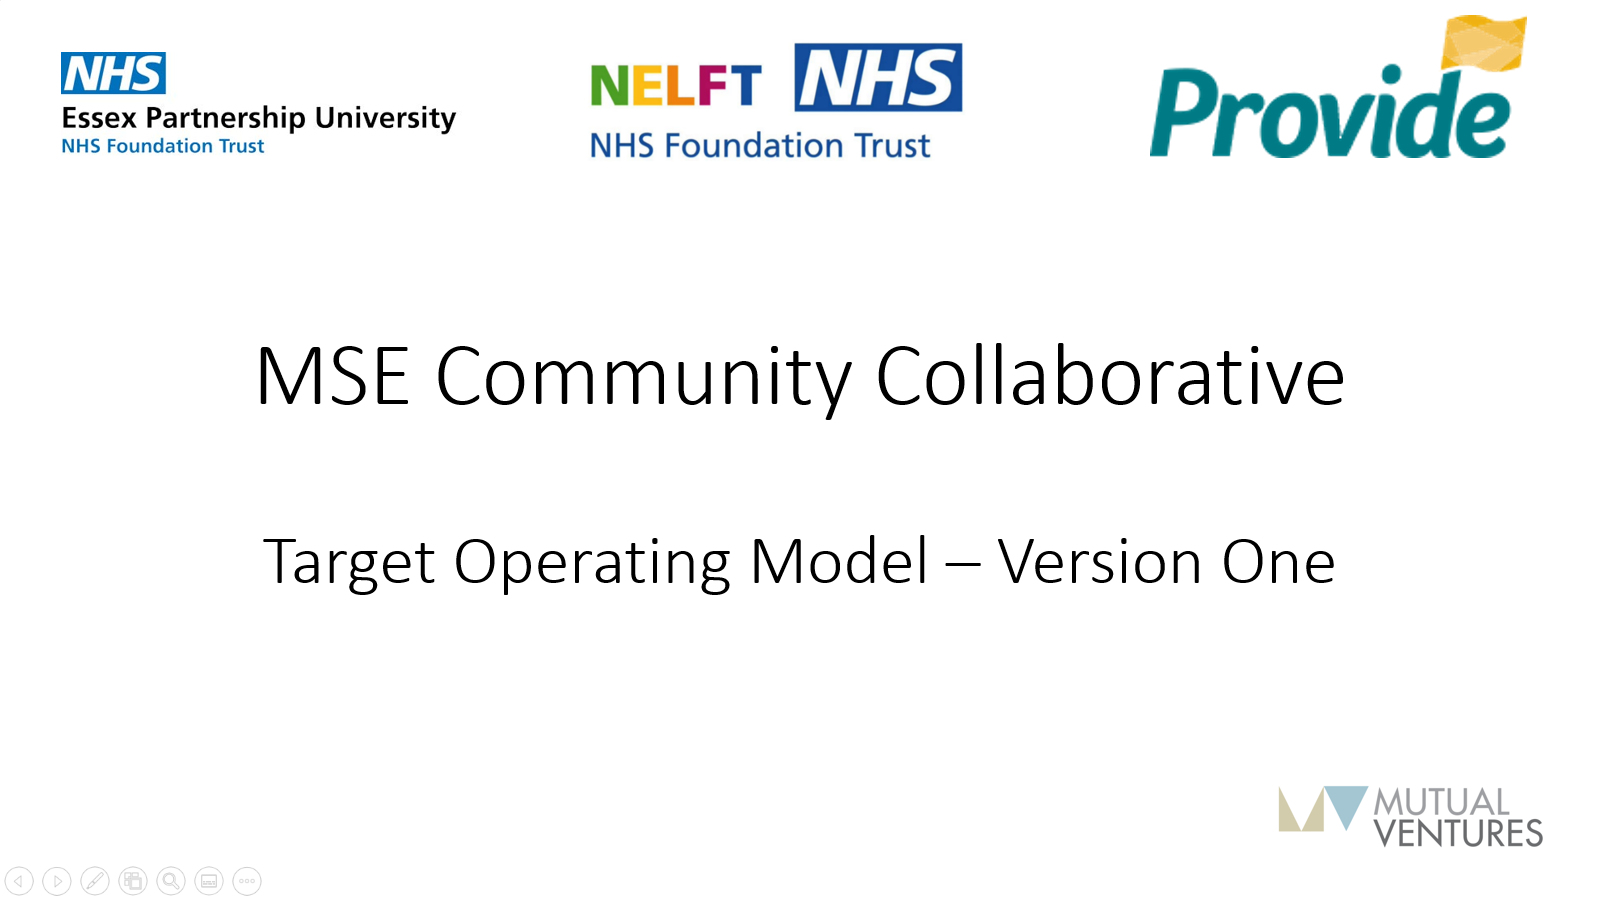 NHS
Essex Partnership University
NHS Foundation Trust
NELFT NHS
NHS Foundation Trust
Provide
MSE Community Collaborative
Target Operating Model – Version One
MUTUAL
VENTURES